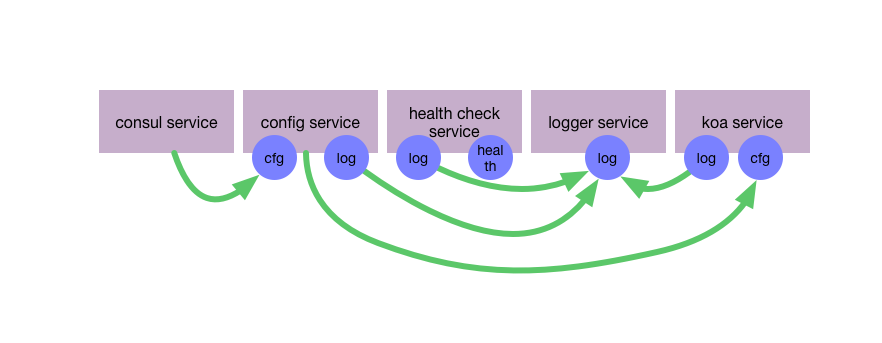 consul service
config service
health check
service
logger service
koa service
cfg
log
log
heal
th
log
log
cfg